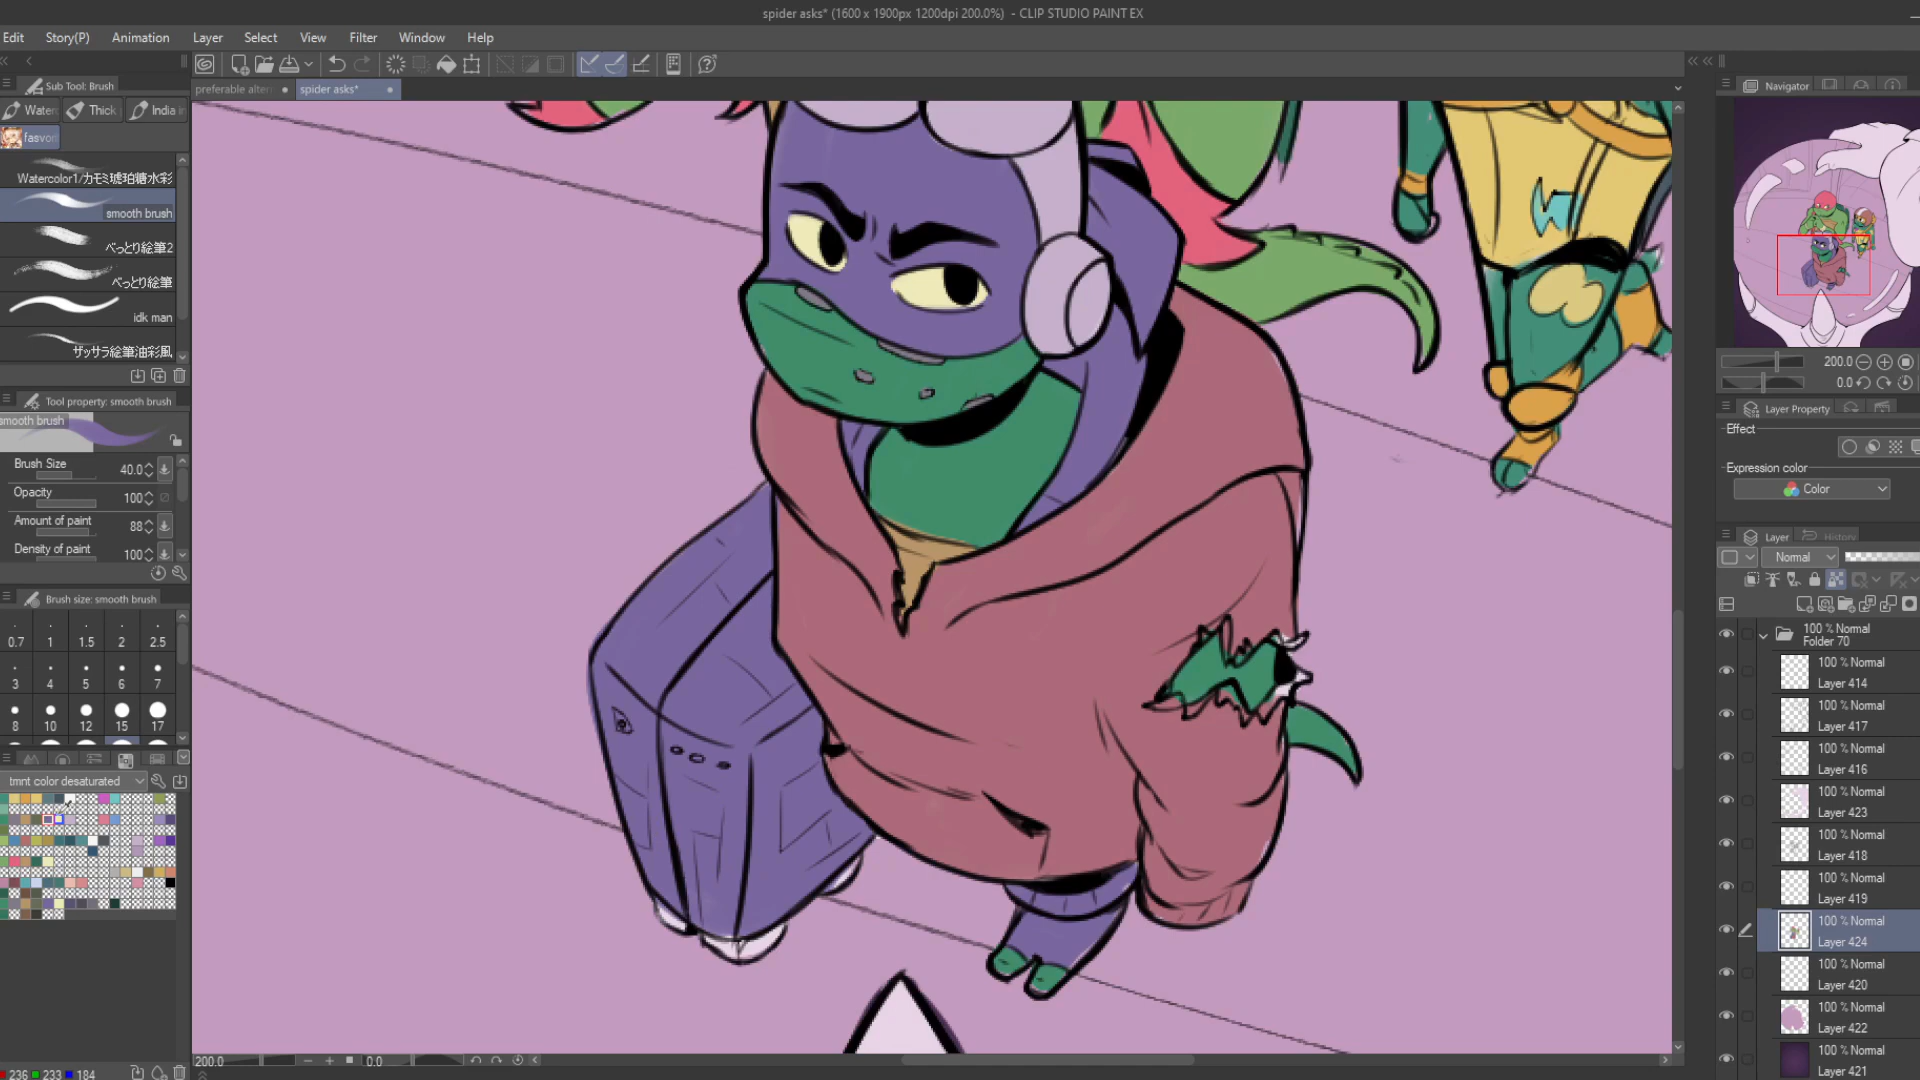 spider asks* (1600 x 1900px 1200dpi 200.0%) - CLIP STUDIO PAINT EX
Edit Story(P) Animation Layer Select View Filter Window Help
Sub Tool: Brush
Water Thick India in
fasvor
preferable alter
spider asks*
Watercolor1/カモミ琥珀糖水彩
smooth brush
べっとり絵筆2
べっとり絵筆
idk man
ザッサラ絵筆油彩風
Tool property: smooth brush
smooth brush
Brush Size 40.0
Opacity 100
Amount of paint 88
Density of paint 100
Brush size: smooth brush
0.7 1 1.5 2 2.5
3 4 5 6 7
8 10 12 15 17
tmnt color desaturated
236 233 184
200.0
0.0
Navigator
200.0
0.0
Layer Property
Effect
Expression color
Color
Layer History
Normal
100 % Normal
Folder 70
100 % Normal
Layer 414
100 % Normal
Layer 417
100 % Normal
Layer 416
100 % Normal
Layer 423
100 % Normal
Layer 418
100 % Normal
Layer 419
100 % Normal
Layer 424
100 % Normal
Layer 420
100 % Normal
Layer 422
100 % Normal
Layer 421